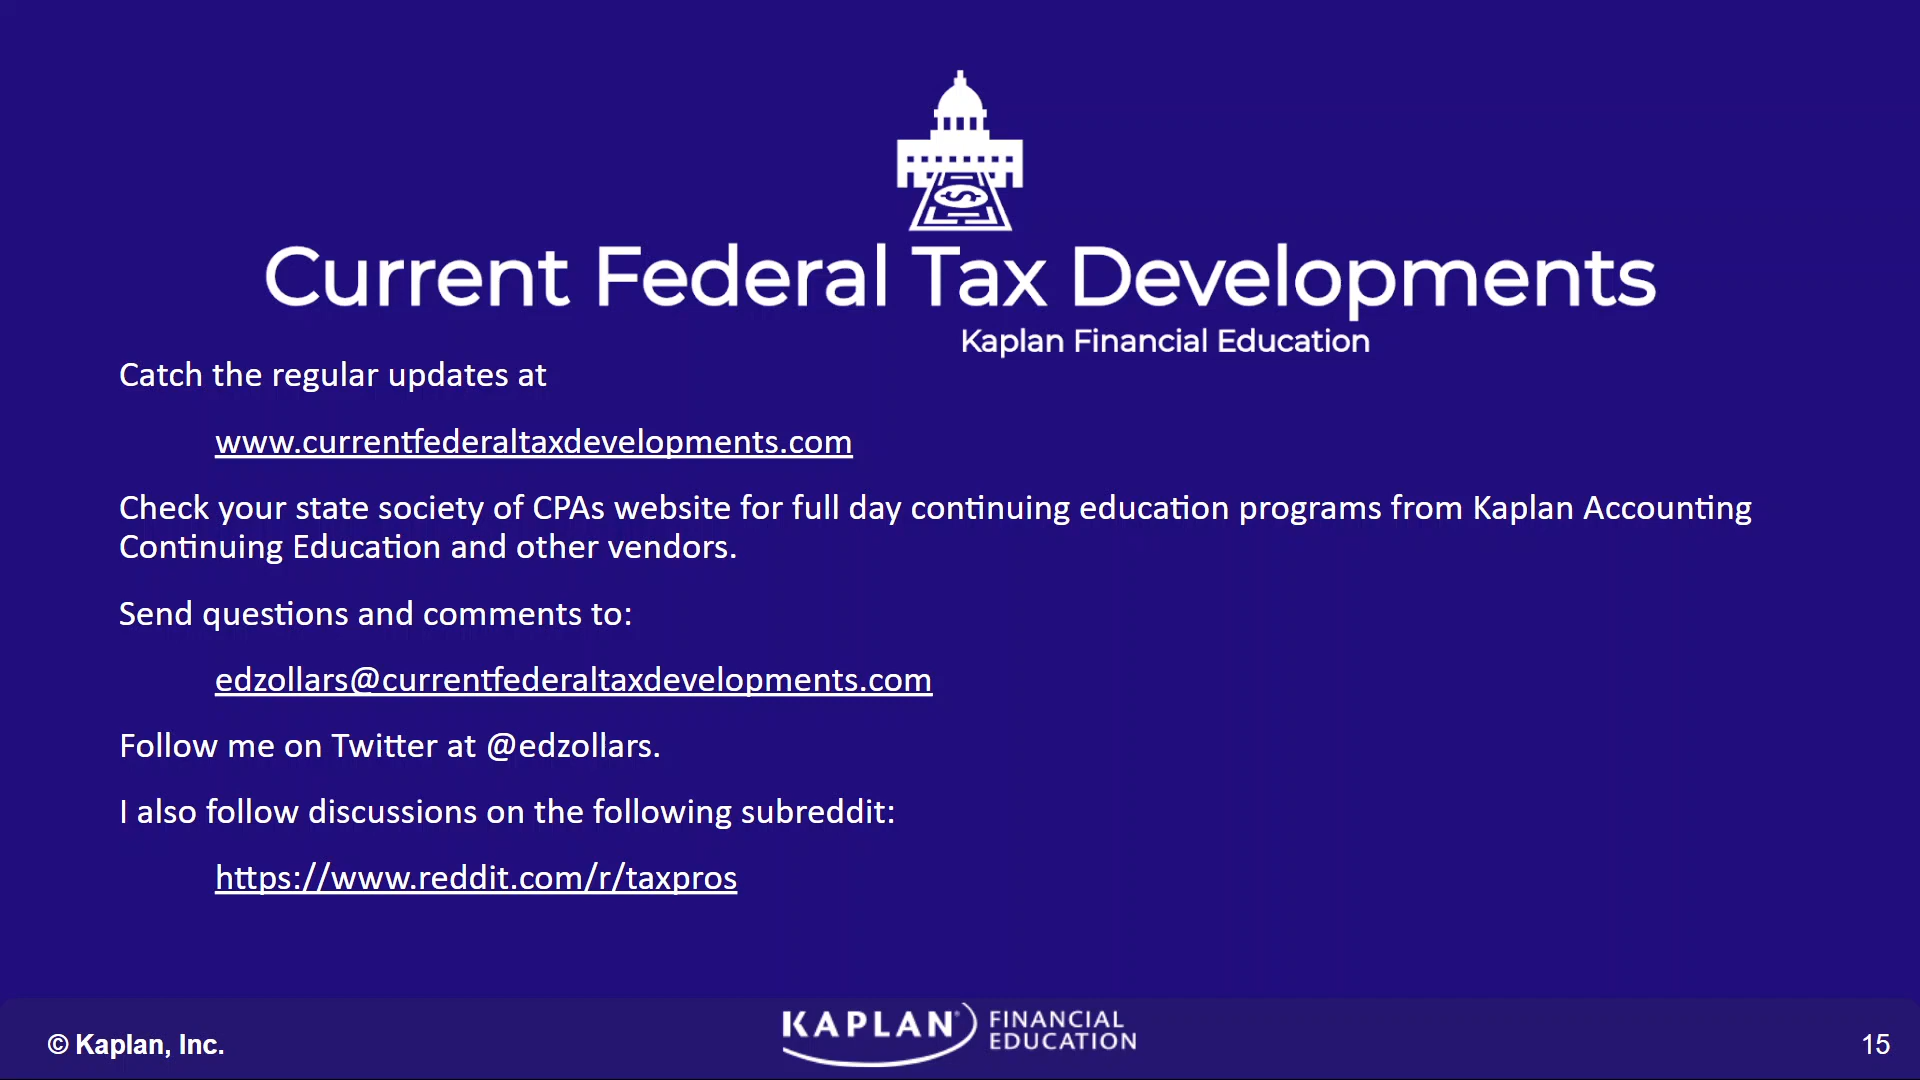 Current Federal Tax Developments
Kaplan Financial Education
Catch the regular updates at
www.currentfederaltaxdevelopments.com
Check your state society of CPAs website for full day continuing education programs from Kaplan Accounting
Continuing Education and other vendors.
Send questions and comments to:
edzollars@currentfederaltaxdevelopments.com
Follow me on Twitter at @edzollars.
I also follow discussions on the following subreddit:
https://www.reddit.com/r/taxpros
© Kaplan, Inc.
KAPLAN® FINANCIAL
EDUCATION
15